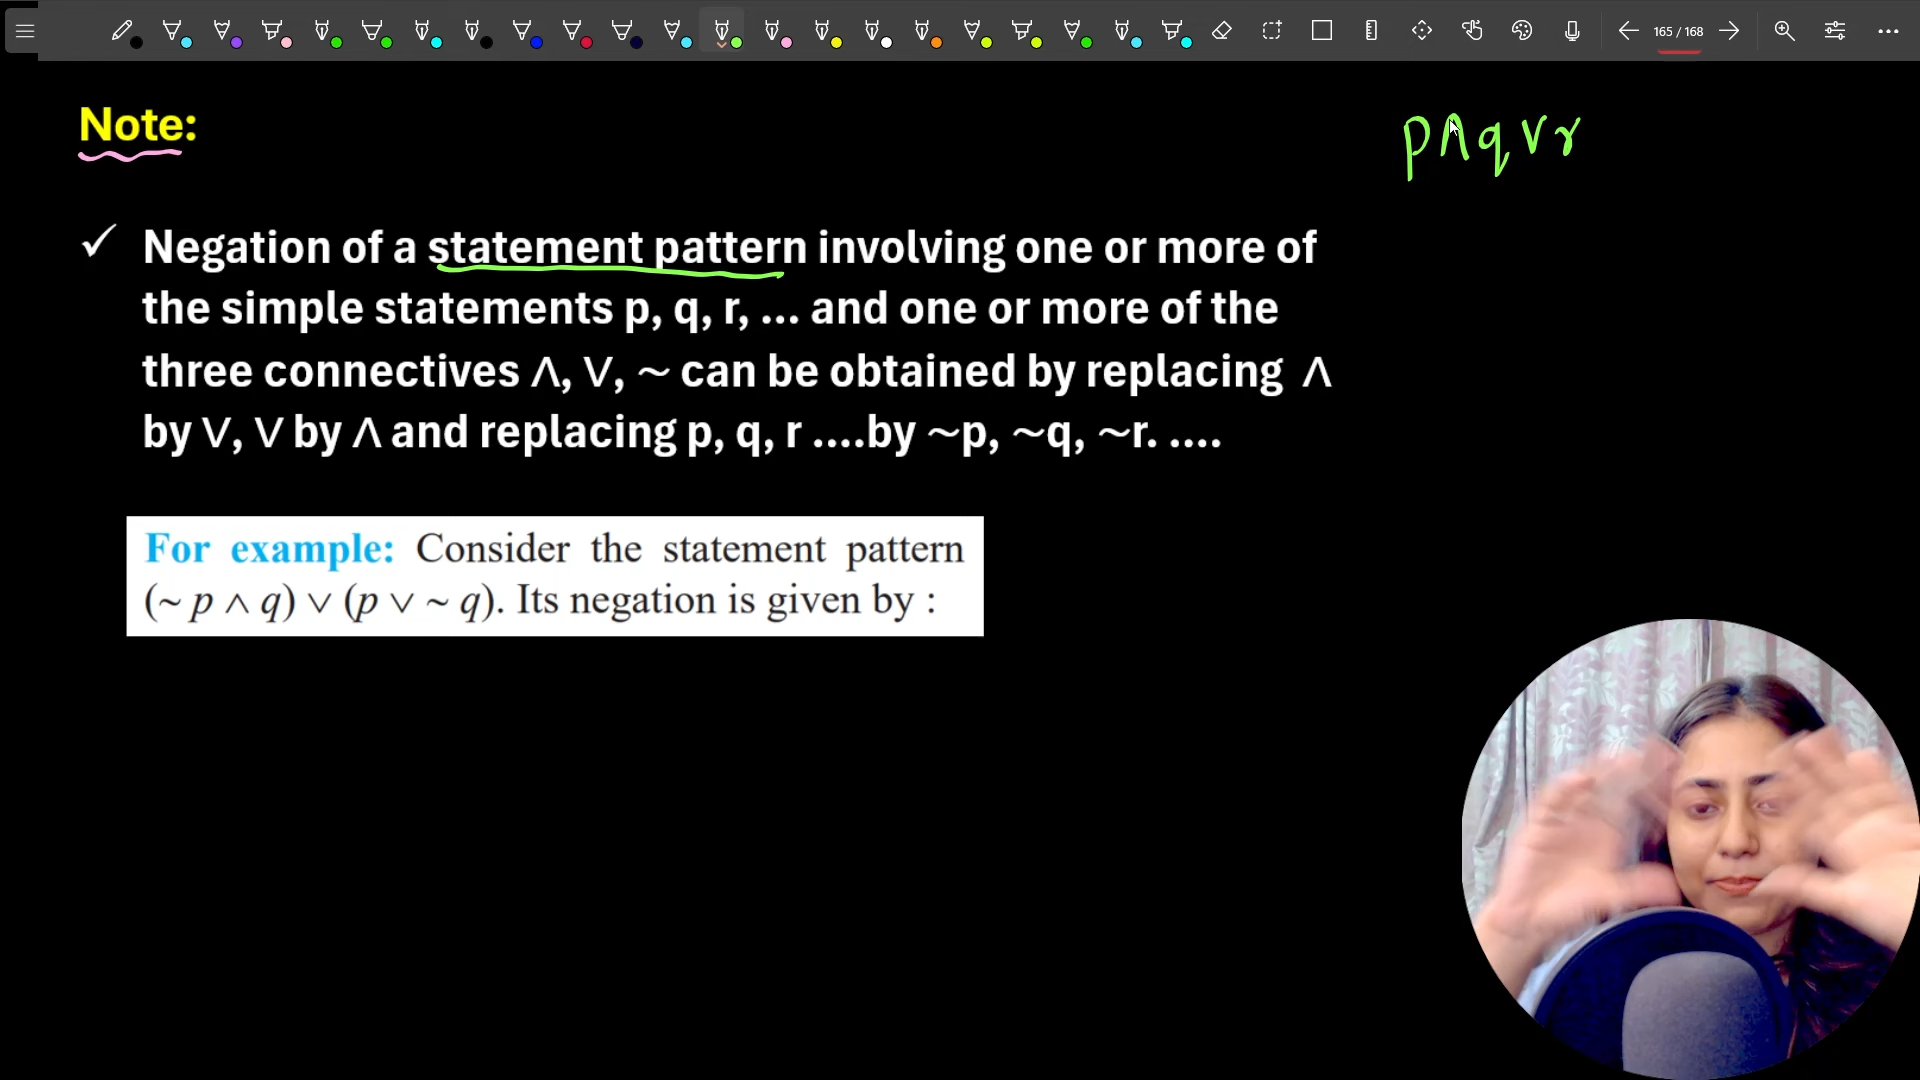 165 / 168
Note:
p∧q∨r
✓ Negation of a statement pattern involving one or more of
the simple statements p, q, r, ... and one or more of the
three connectives ∧, ∨, ~ can be obtained by replacing ∧
by ∨, ∨ by ∧ and replacing p, q, r ....by ~p, ~q, ~r. ....
For example: Consider the statement pattern
(~ p ∧ q) ∨ (p ∨ ~ q). Its negation is given by :